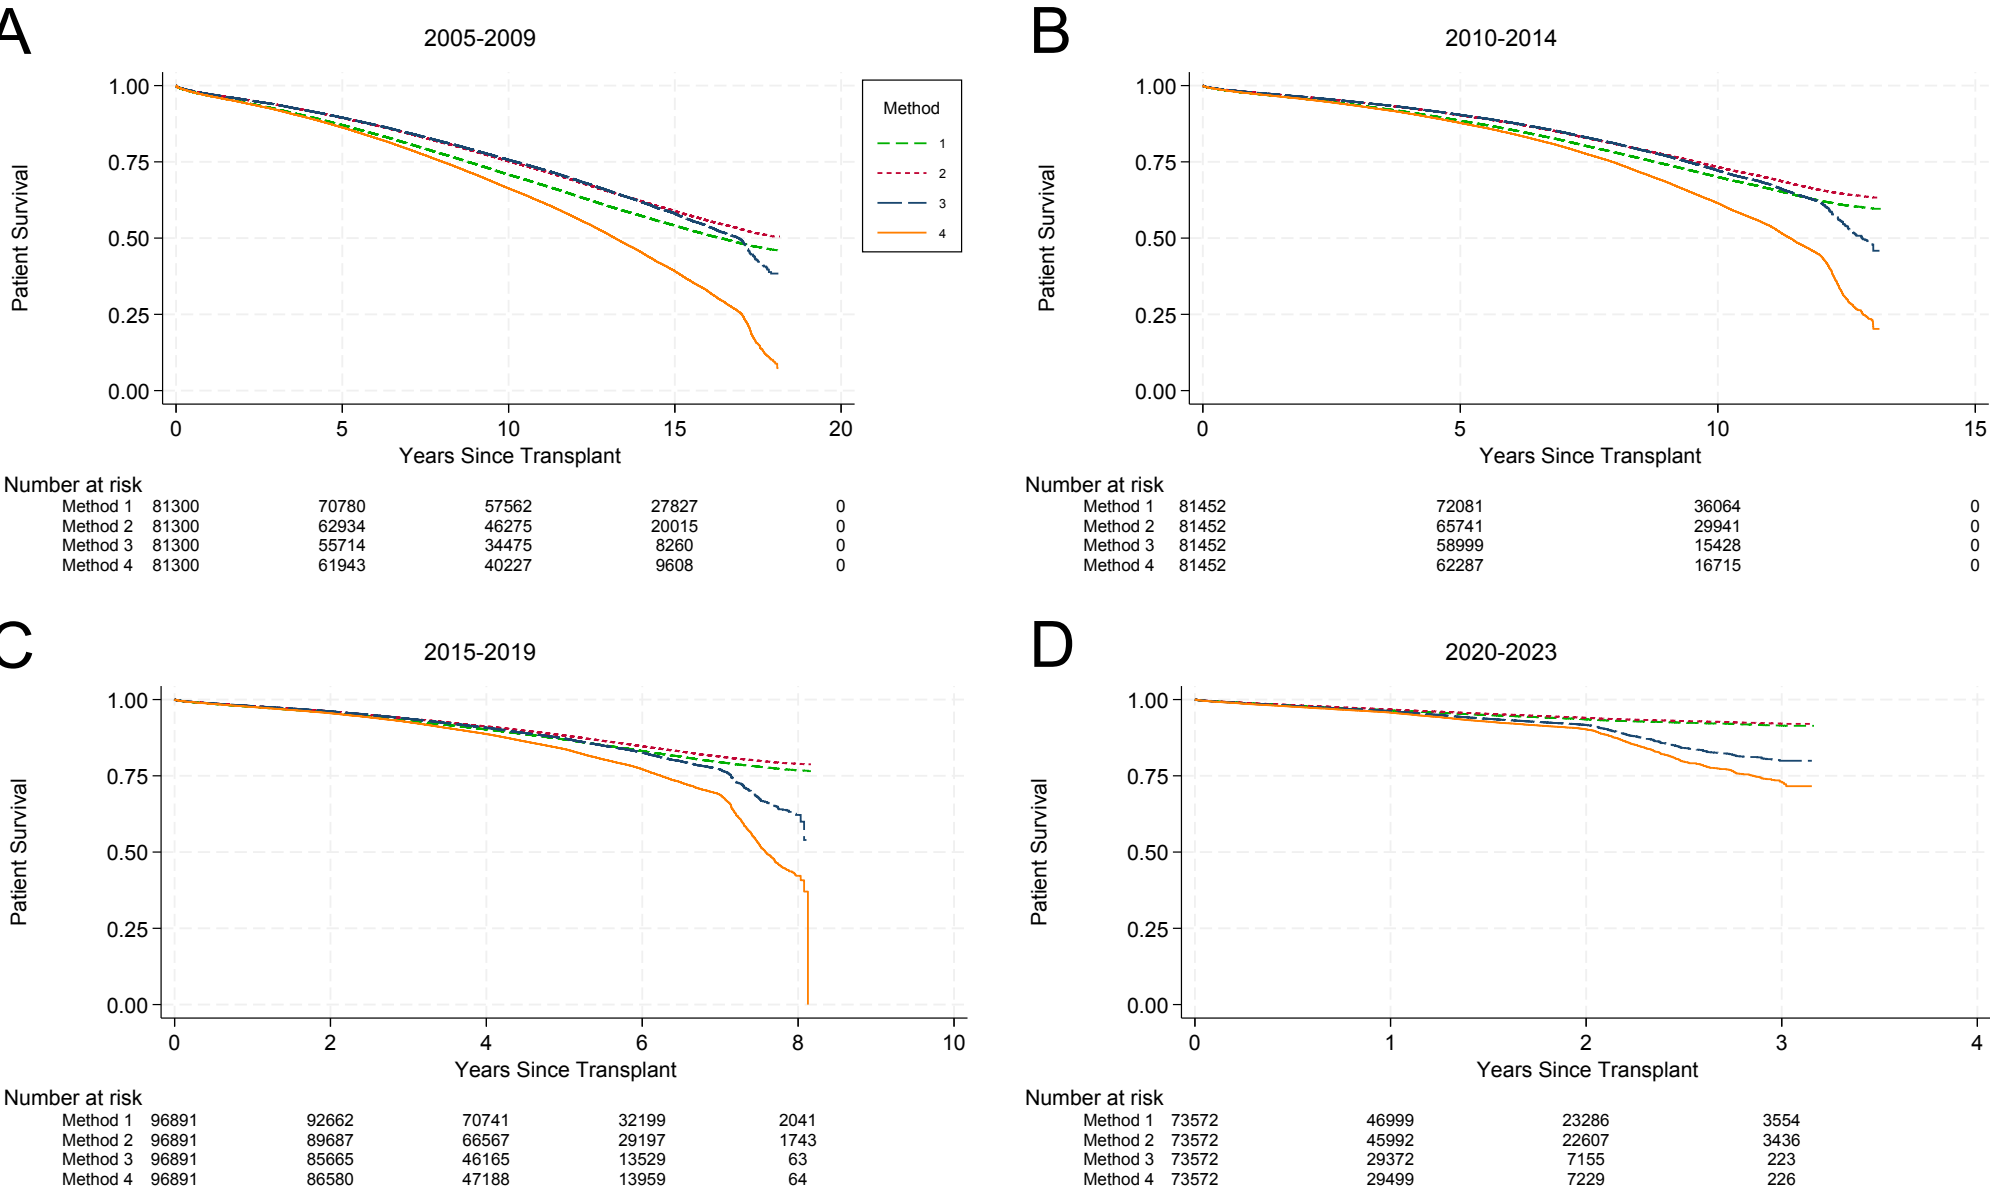 A
2005-2009
1.00
0.75
0.50
0.25
0.00
Patient Survival
0 5 10 15 20
Years Since Transplant
Method
1
2
3
4
Number at risk
Method 1 81300 70780 57562 27827 0
Method 2 81300 62934 46275 20015 0
Method 3 81300 55714 34475 8260 0
Method 4 81300 61943 40227 9608 0
B
2010-2014
1.00
0.75
0.50
0.25
0.00
Patient Survival
0 5 10 15
Years Since Transplant
Number at risk
Method 1 81452 72081 36064 0
Method 2 81452 65741 29941 0
Method 3 81452 58999 15428 0
Method 4 81452 62287 16715 0
C
2015-2019
1.00
0.75
0.50
0.25
0.00
Patient Survival
0 2 4 6 8 10
Years Since Transplant
Number at risk
Method 1 96891 92662 70741 32199 2041
Method 2 96891 89687 66567 29197 1743
Method 3 96891 85665 46165 13529 63
Method 4 96891 86580 47188 13959 64
D
2020-2023
1.00
0.75
0.50
0.25
0.00
Patient Survival
0 1 2 3 4
Years Since Transplant
Number at risk
Method 1 73572 46999 23286 3554
Method 2 73572 45992 22607 3436
Method 3 73572 29372 7155 223
Method 4 73572 29499 7229 226